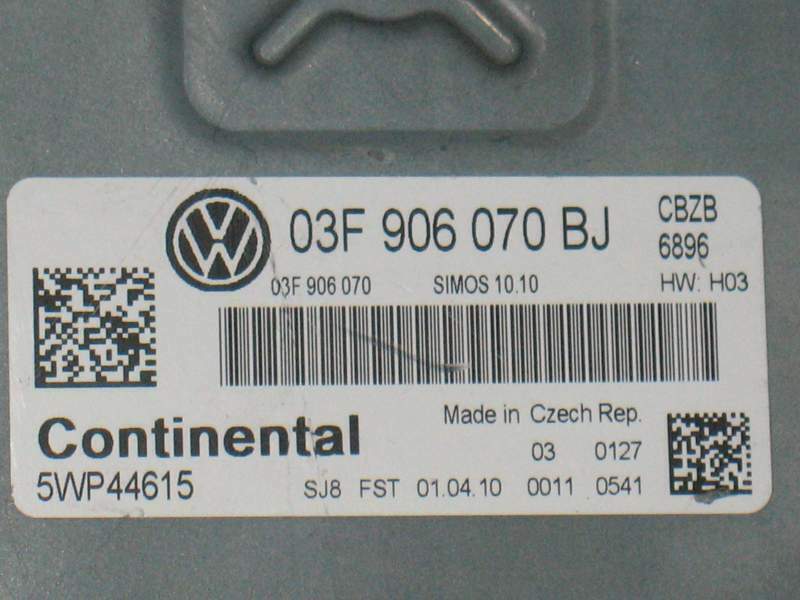 03F 906 070 BJ
CBZB
6896
03F 906 070 SIMOS 10.10 HW: H03
Continental
Made in Czech Rep.
03 0127
5WP44615
SJ8 FST 01.04.10 0011 0541